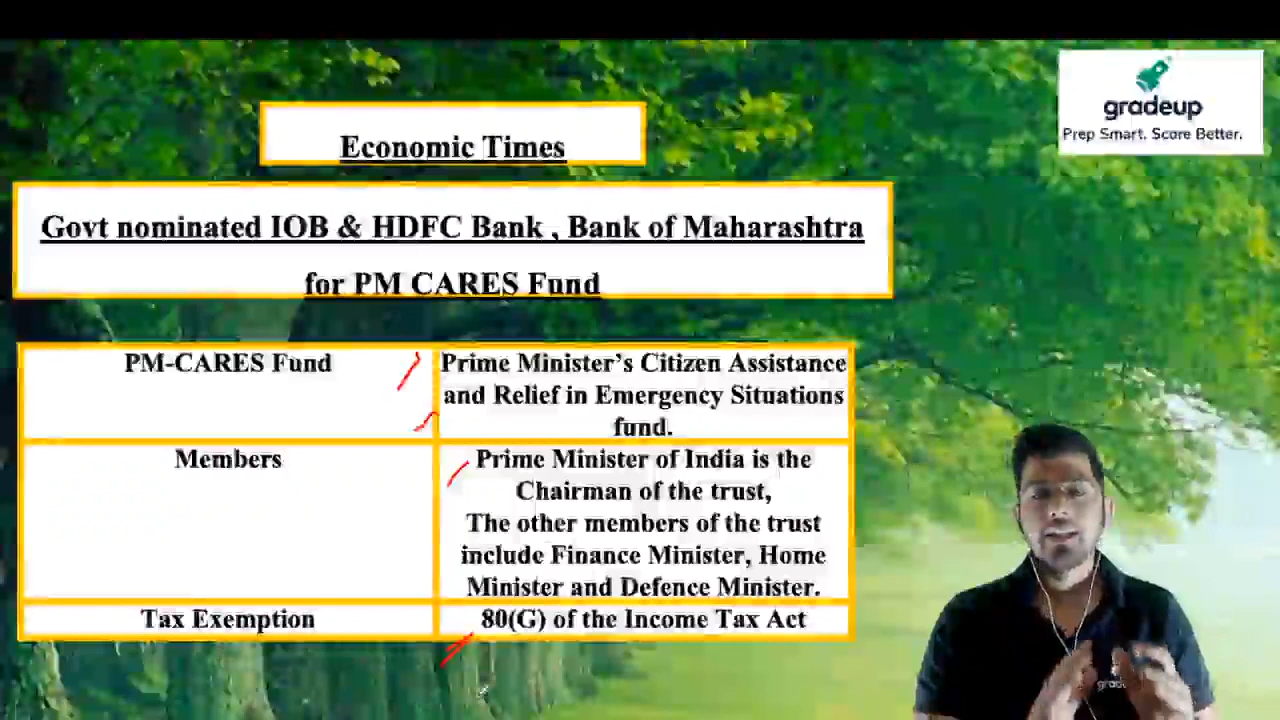 gradeup
Prep Smart. Score Better.
Economic Times
Govt nominated IOB & HDFC Bank , Bank of Maharashtra
for PM CARES Fund
PM-CARES Fund
Prime Minister's Citizen Assistance
and Relief in Emergency Situations
fund.
Members
Prime Minister of India is the
Chairman of the trust,
The other members of the trust
include Finance Minister, Home
Minister and Defence Minister.
Tax Exemption
80(G) of the Income Tax Act